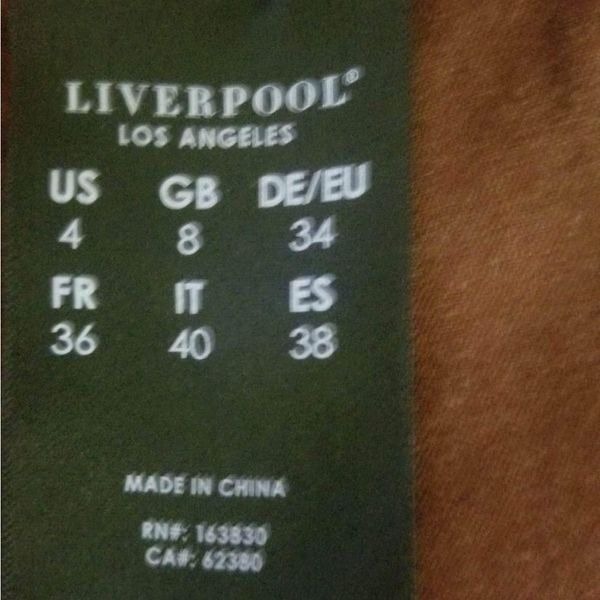 LIVERPOOL®
LOS ANGELES
US GB DE/EU
4 8 34
FR IT ES
36 40 38
MADE IN CHINA
RN#: 163830
CA#: 62380